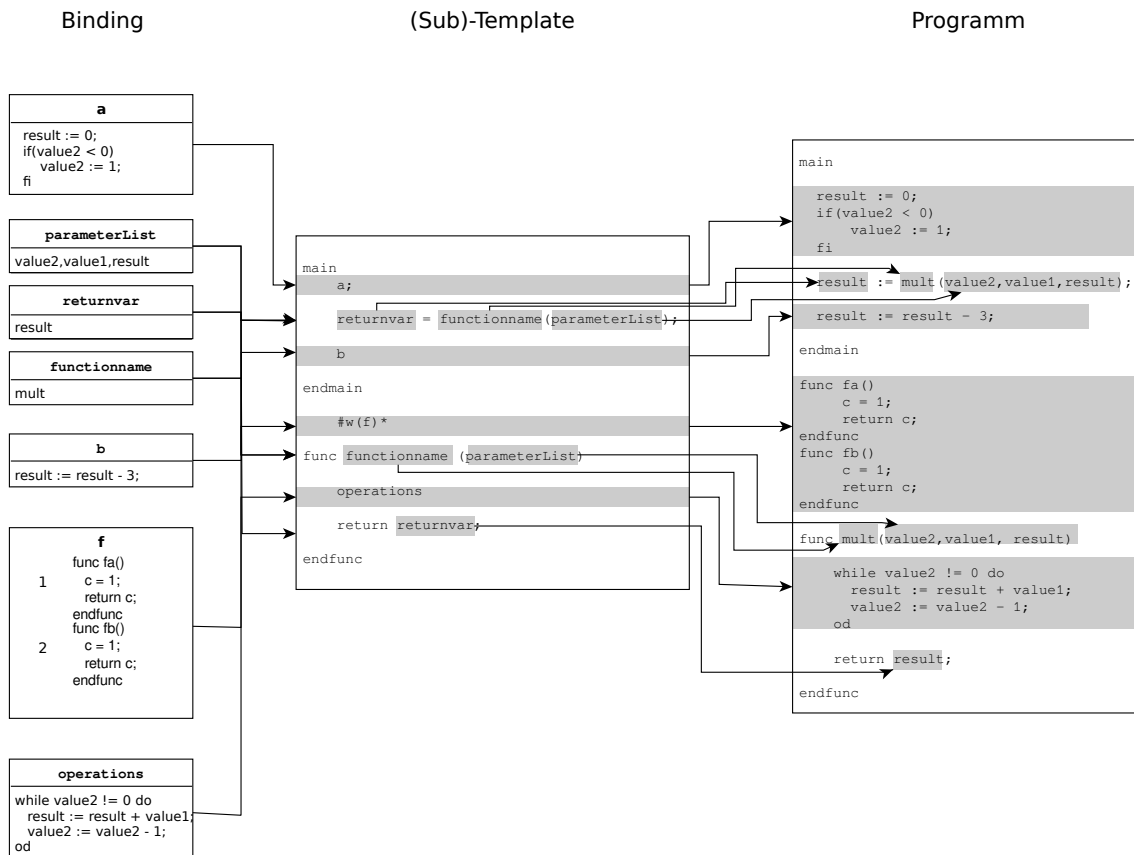 Binding
(Sub)-Template
Programm
a
result := 0;
if(value2 < 0)
value2 := 1;
fi
parameterList
value2,value1,result
returnvar
result
functionname
mult
b
result := result - 3;
f
1
func fa()
c = 1;
return c;
endfunc
2
func fb()
c = 1;
return c;
endfunc
operations
while value2 != 0 do
result := result + value1;
value2 := value2 - 1;
od
main
a;
returnvar = functionname(parameterList);
b
endmain
#w(f)*
func functionname (parameterList)
operations
return returnvar;
endfunc
main
result := 0;
if(value2 < 0)
value2 := 1;
fi
result := mult(value2,value1,result);
result := result - 3;
endmain
func fa()
c = 1;
return c;
endfunc
func fb()
c = 1;
return c;
endfunc
func mult(value2,value1, result)
while value2 != 0 do
result := result + value1;
value2 := value2 - 1;
od
return result;
endfunc